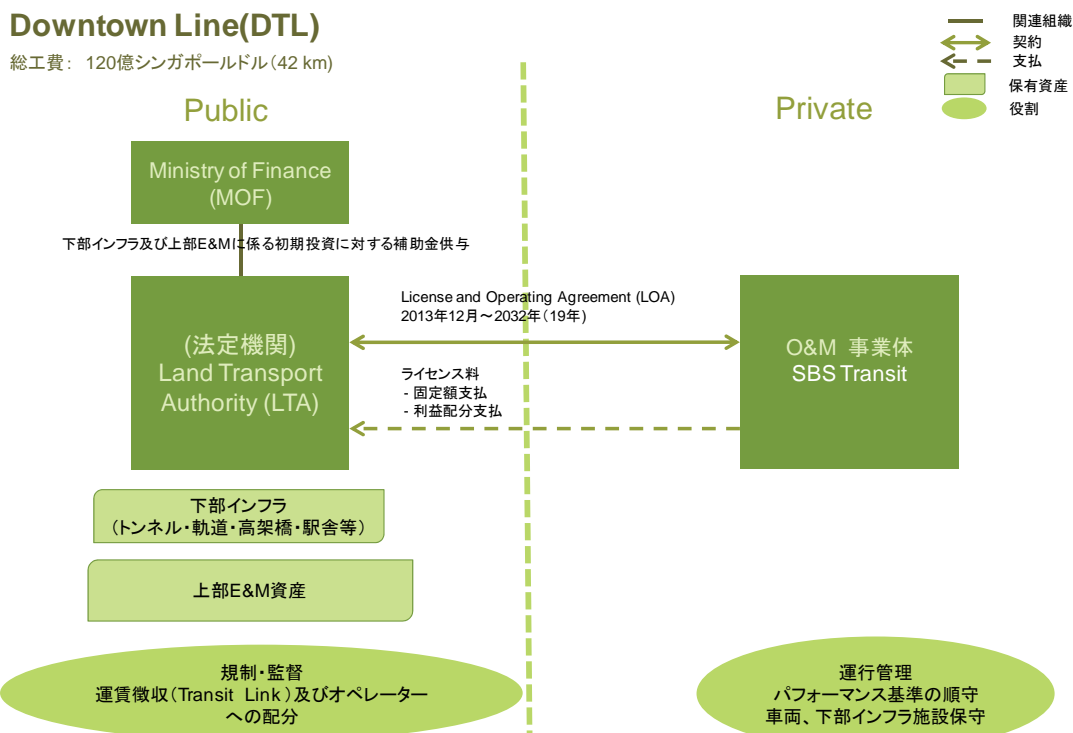 Downtown Line(DTL)
総工費： 120億シンガポールドル（42 km)
関連組織
契約
支払
保有資産
役割
Public
Private
Ministry of Finance
(MOF)
下部インフラ及び上部E&Mに係る初期投資に対する補助金供与
(法定機関)
Land Transport
Authority (LTA)
License and Operating Agreement (LOA)
2013年12月～2032年（19年)
ライセンス料
- 固定額支払
- 利益配分支払
O&M 事業体
SBS Transit
下部インフラ
（トンネル・軌道・高架橋・駅舎等）
上部E&M資産
規制・監督
運賃徴収（Transit Link）及びオペレーター
への配分
運行管理
パフォーマンス基準の順守
車両、下部インフラ施設保守